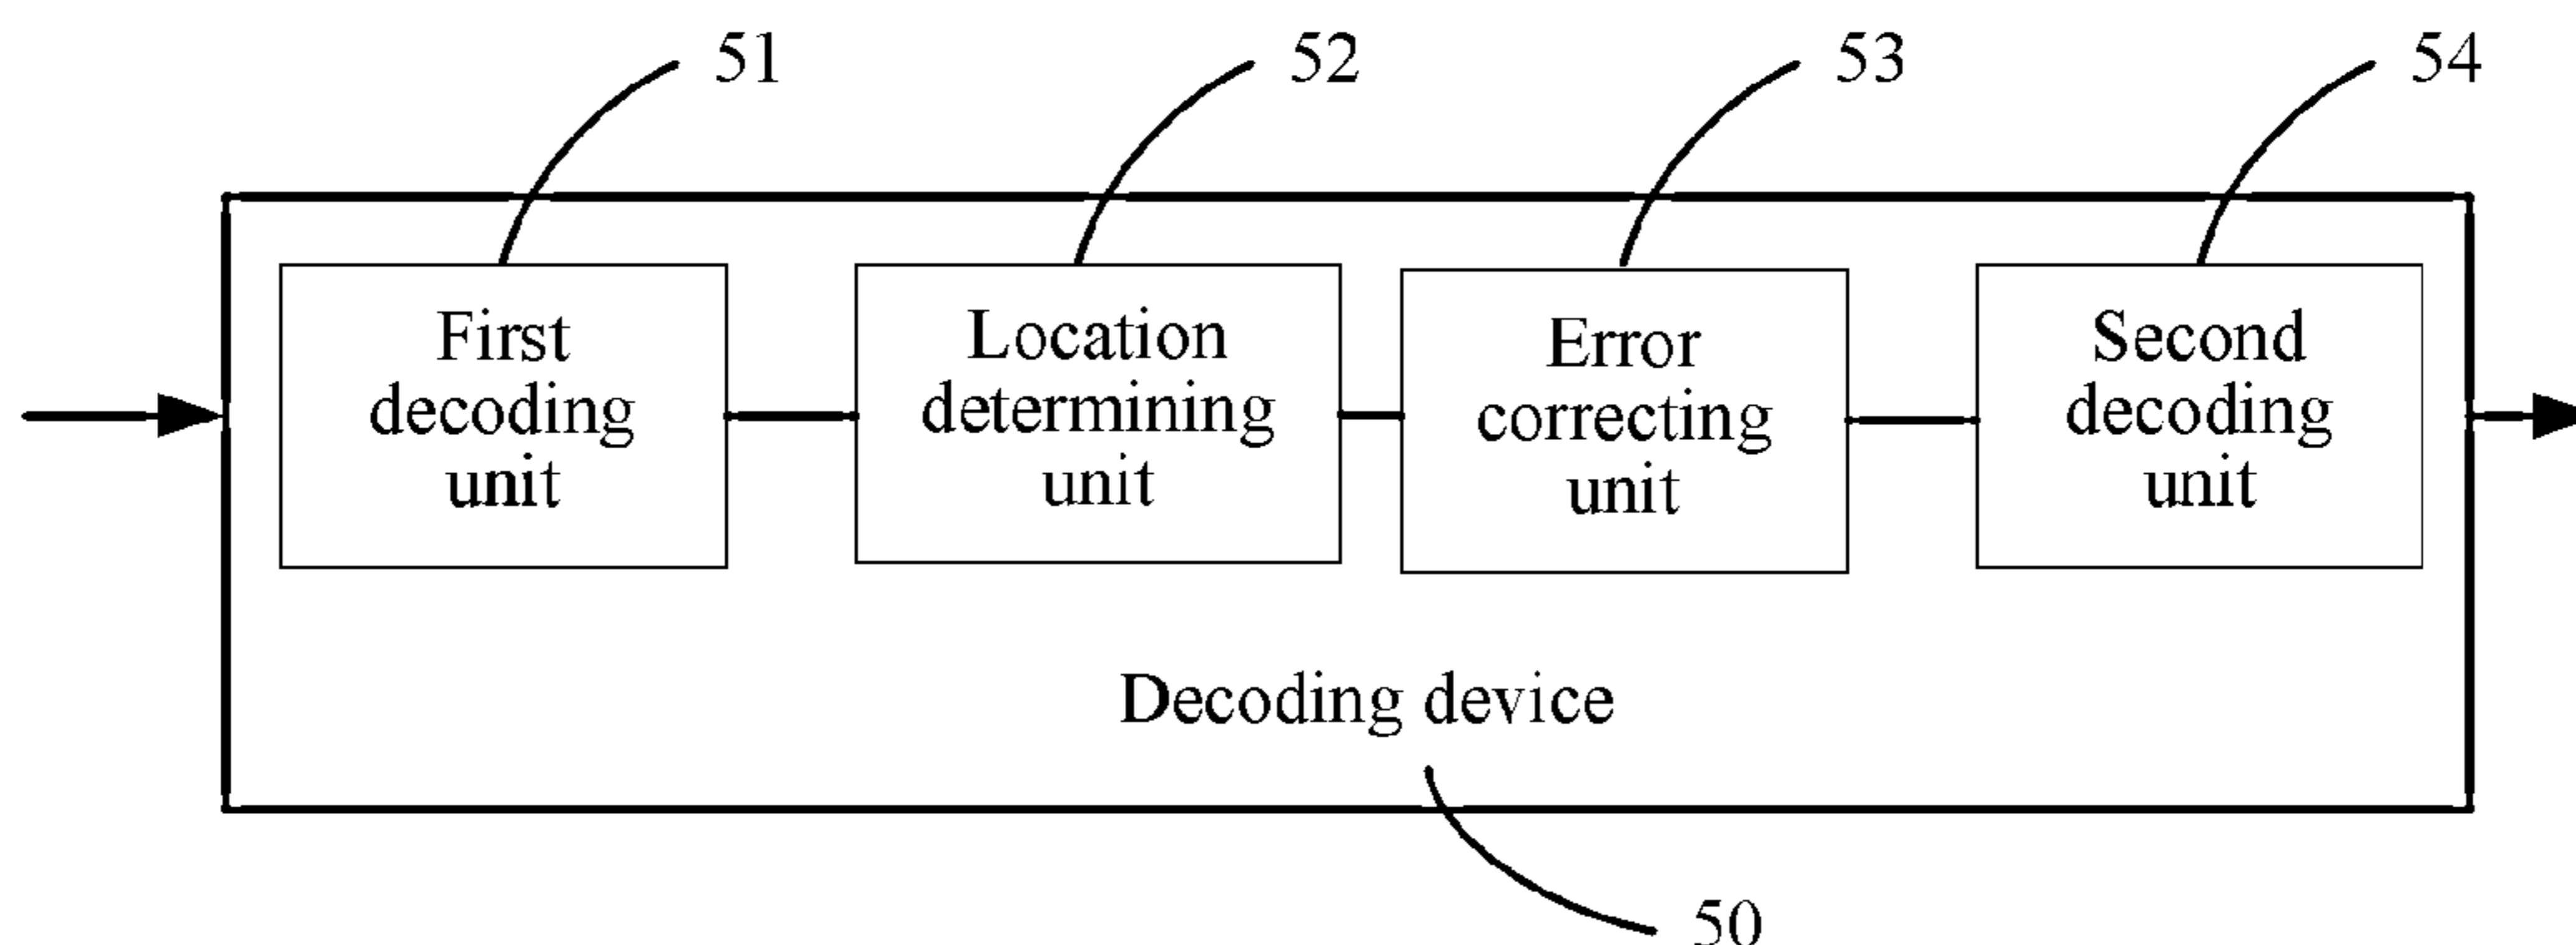 51
52
53
54
First
decoding
unit
Location
determining
unit
Error
correcting
unit
Second
decoding
unit
Decoding device
50